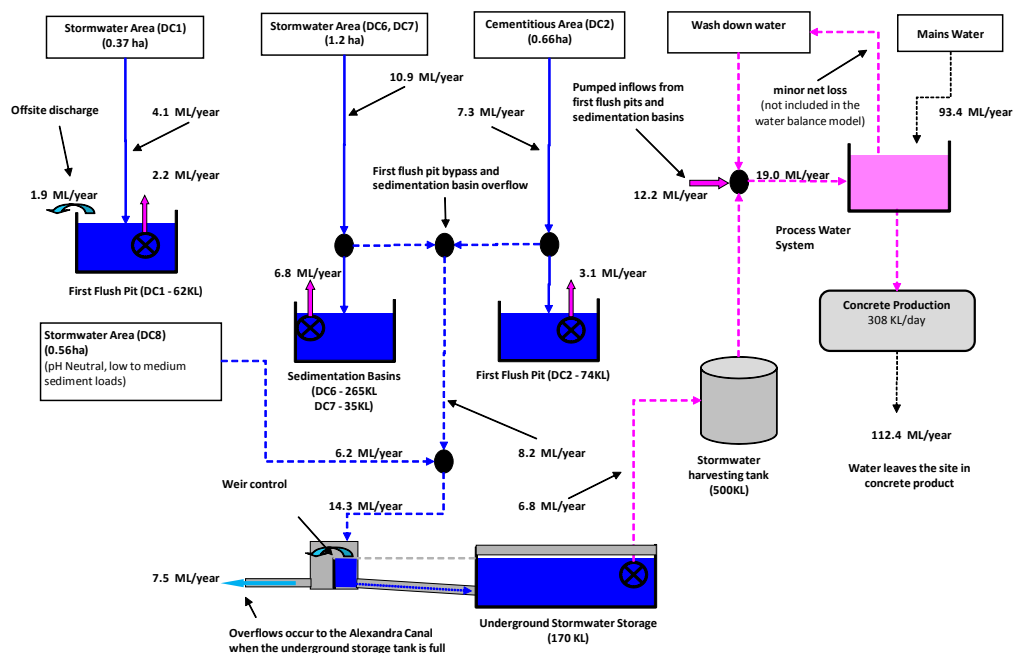 Stormwater Area (DC1)
(0.37 ha)
Stormwater Area (DC6, DC7)
(1.2 ha)
Cementitious Area (DC2)
(0.66ha)
Wash down water
Mains Water
Offsite discharge
4.1 ML/year
10.9 ML/year
7.3 ML/year
Pumped inflows from
first flush pits and
sedimentation basins
minor net loss
(not included in the
water balance model)
93.4 ML/year
2.2 ML/year
1.9 ML/year
First flush pit bypass and
sedimentation basin overflow
12.2 ML/year
19.0 ML/year
Process Water
System
First Flush Pit (DC1 - 62KL)
6.8 ML/year
3.1 ML/year
Concrete Production
308 KL/day
Stormwater Area (DC8)
(0.56ha)
(pH Neutral, low to medium
sediment loads)
Sedimentation Basins
(DC6 - 265KL
DC7 - 35KL)
First Flush Pit (DC2 - 74KL)
112.4 ML/year
Water leaves the site in
concrete product
6.2 ML/year
8.2 ML/year
Stormwater
harvesting tank
(500KL)
Weir control
14.3 ML/year
6.8 ML/year
7.5 ML/year
Underground Stormwater Storage
(170 KL)
Overflows occur to the Alexandra Canal
when the underground storage tank is full